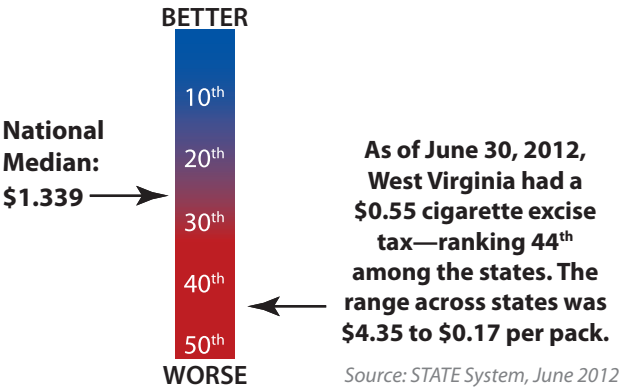 BETTER
10th
20th
30th
40th
50th
WORSE
National
Median:
$1.339
As of June 30, 2012,
West Virginia had a
$0.55 cigarette excise
tax—ranking 44th
among the states. The
range across states was
$4.35 to $0.17 per pack.
Source: STATE System, June 2012